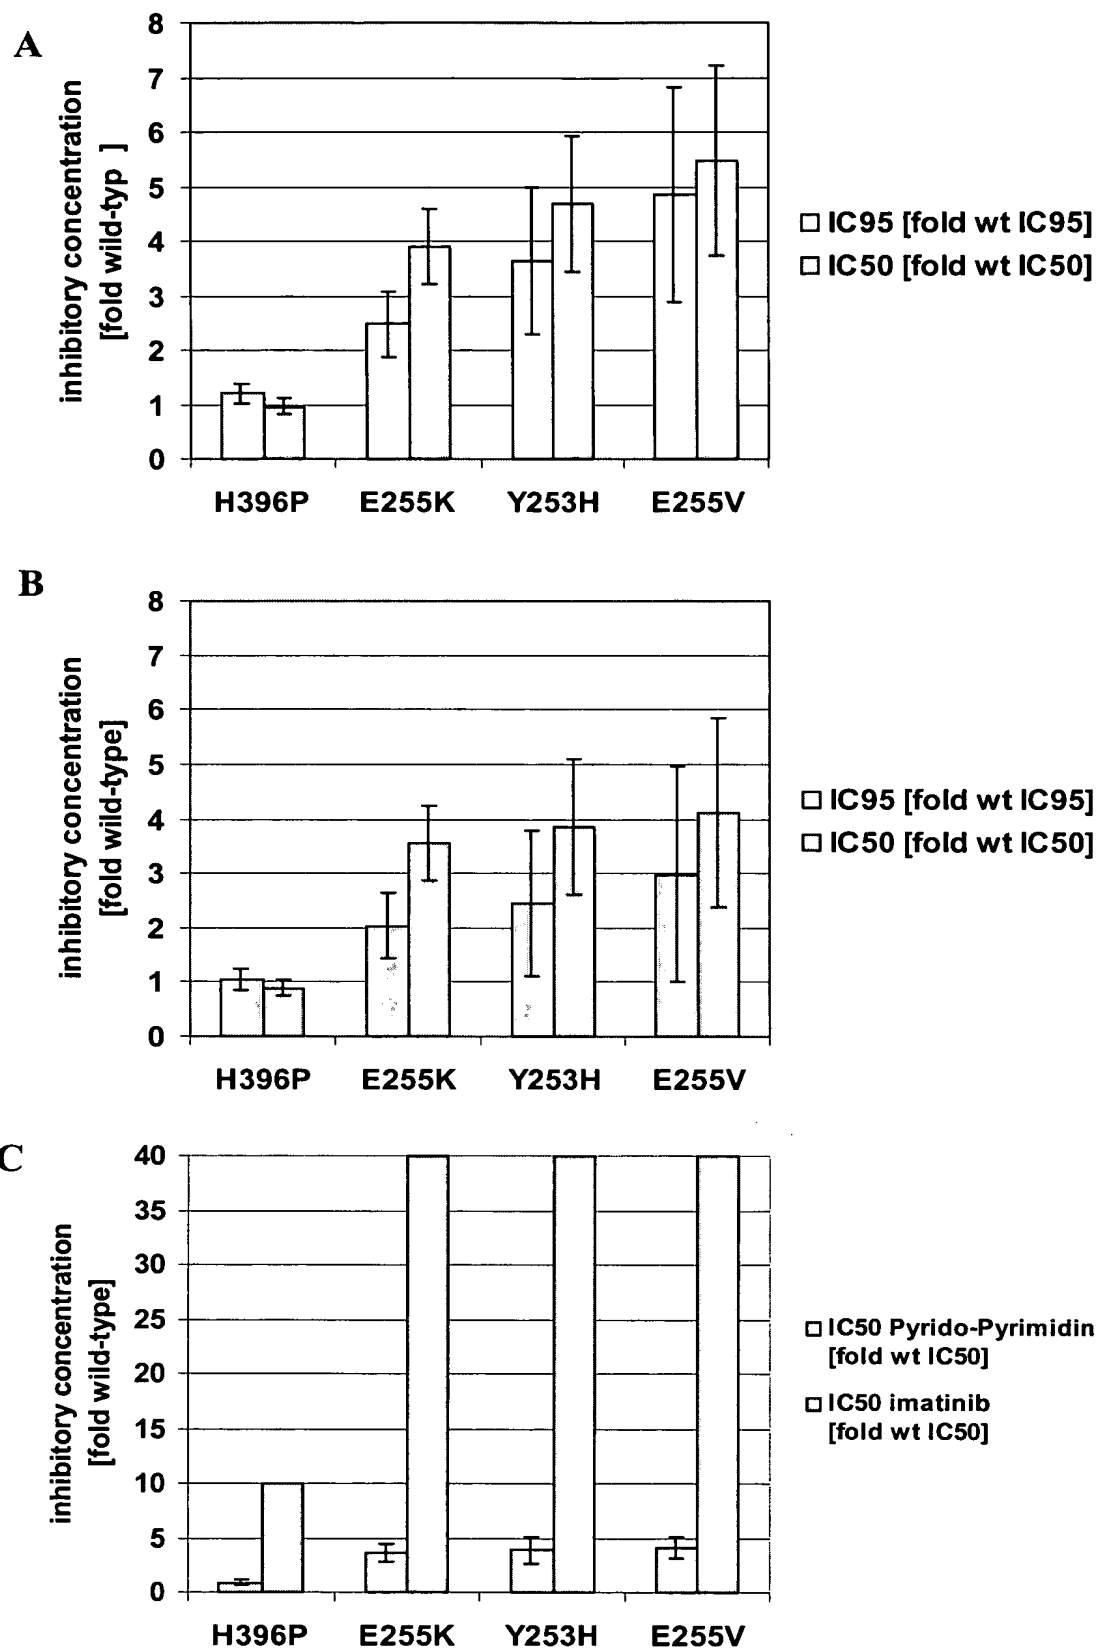 A
inhibitory concentration
[fold wild-typ ]
8
7
6
5
4
3
2
1
0
H396P E255K Y253H E255V
IC95 [fold wt IC95]
IC50 [fold wt IC50]
B
inhibitory concentration
[fold wild-type]
8
7
6
5
4
3
2
1
0
H396P E255K Y253H E255V
IC95 [fold wt IC95]
IC50 [fold wt IC50]
C
inhibitory concentration
[fold wild-type]
40
35
30
25
20
15
10
5
0
H396P E255K Y253H E255V
IC50 Pyrido-Pyrimidin
[fold wt IC50]
IC50 imatinib
[fold wt IC50]